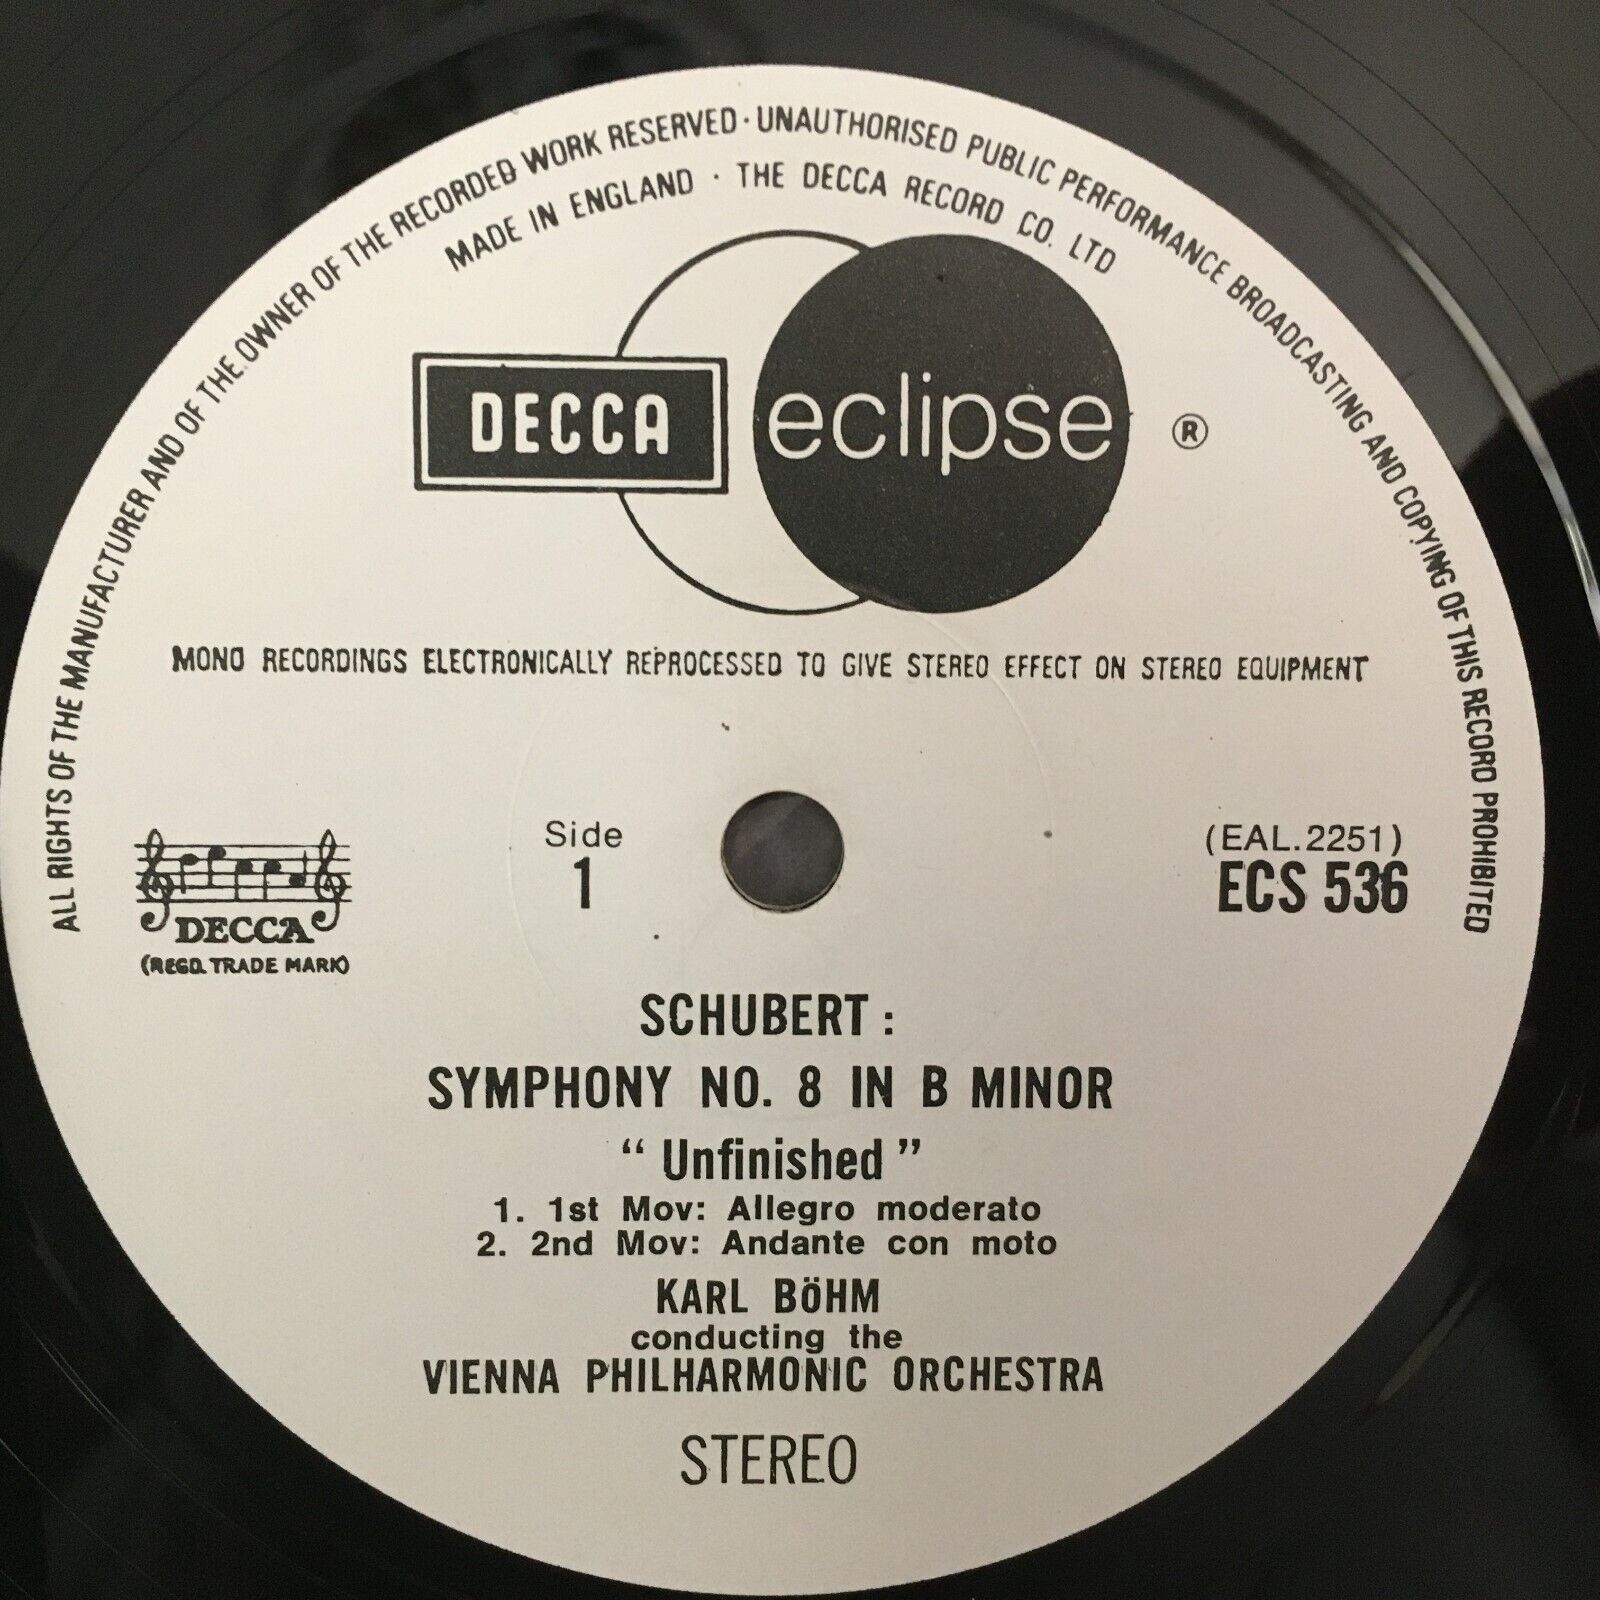 ALL RIGHTS OF THE MANUFACTURER AND OF THE OWNER OF THE RECORDED WORK RESERVED · UNAUTHORISED PUBLIC PERFORMANCE BROADCASTING AND COPYING OF THIS RECORD PROHIBITED
MADE IN ENGLAND · THE DECCA RECORD CO. LTD
DECCA eclipse ®
MONO RECORDINGS ELECTRONICALLY REPROCESSED TO GIVE STEREO EFFECT ON STEREO EQUIPMENT
DECCA
(REGD. TRADE MARK)
Side
1
(EAL.2251)
ECS 536
SCHUBERT :
SYMPHONY NO. 8 IN B MINOR
“ Unfinished ”
1. 1st Mov: Allegro moderato
2. 2nd Mov: Andante con moto
KARL BöHM
conducting the
VIENNA PHILHARMONIC ORCHESTRA
STEREO